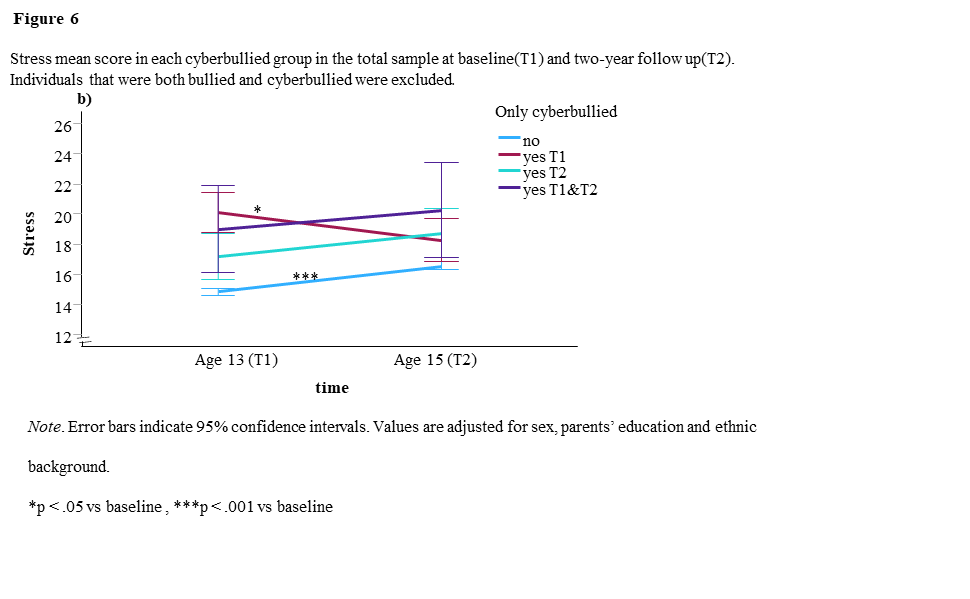 Figure 6
Stress mean score in each cyberbullied group in the total sample at baseline(T1) and two-year follow up(T2).
Individuals that were both bullied and cyberbullied were excluded.
b)
Only cyberbullied
no
yes T1
yes T2
yes T1&T2
26
24
22
20
18
16
14
12
Stress
*
***
Age 13 (T1)
Age 15 (T2)
time
Note. Error bars indicate 95% confidence intervals. Values are adjusted for sex, parents’ education and ethnic
background.
*p < .05 vs baseline , ***p < .001 vs baseline